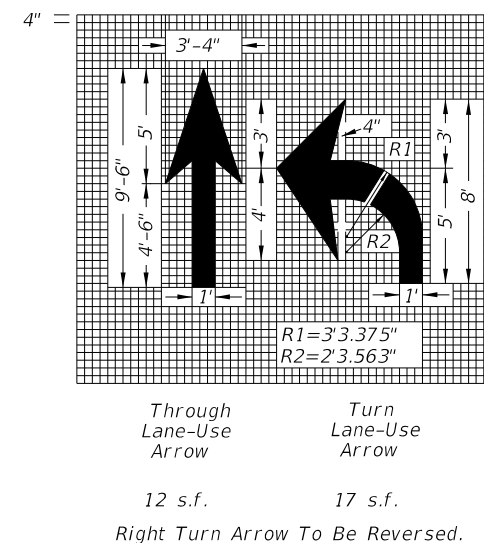 4"
3'-4"
5'
9'-6"
4'-6"
1'
3'
4'
4"
R1
R2
3'
5'
8'
1'
R1=3'3.375"
R2=2'3.563"
Through
Lane-Use
Arrow
12 s.f.
Turn
Lane-Use
Arrow
17 s.f.
Right Turn Arrow To Be Reversed.